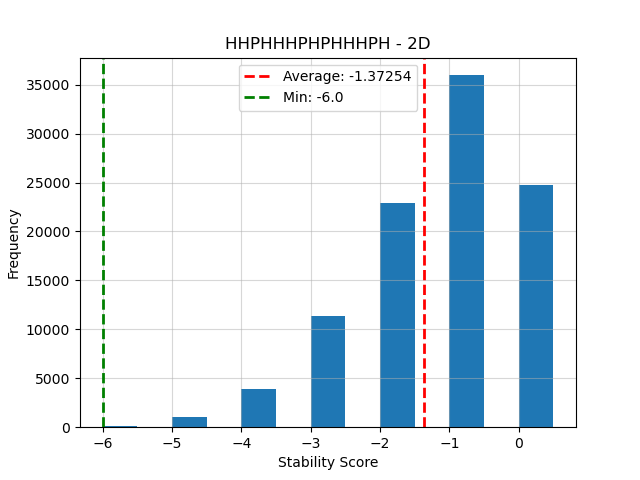 HHPHHHPHPHHHPH - 2D
Average: -1.37254
Min: -6.0
35000
30000
25000
20000
15000
10000
5000
0
Frequency
−6 −5 −4 −3 −2 −1 0
Stability Score